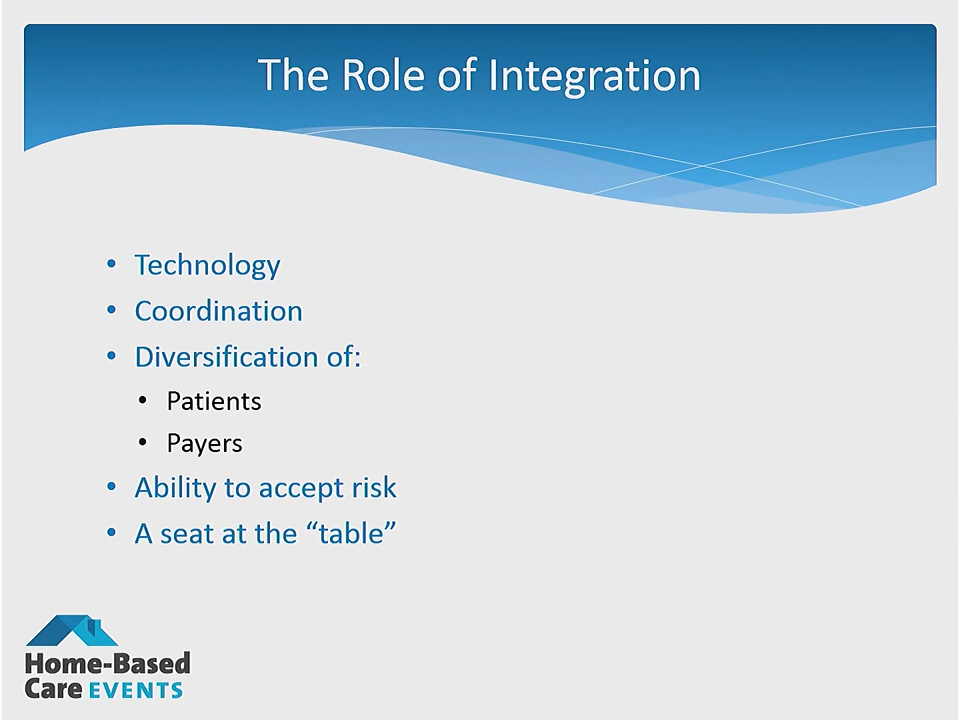 The Role of Integration
• Technology
• Coordination
• Diversification of:
• Patients
• Payers
• Ability to accept risk
• A seat at the “table”
Home-Based
Care EVENTS